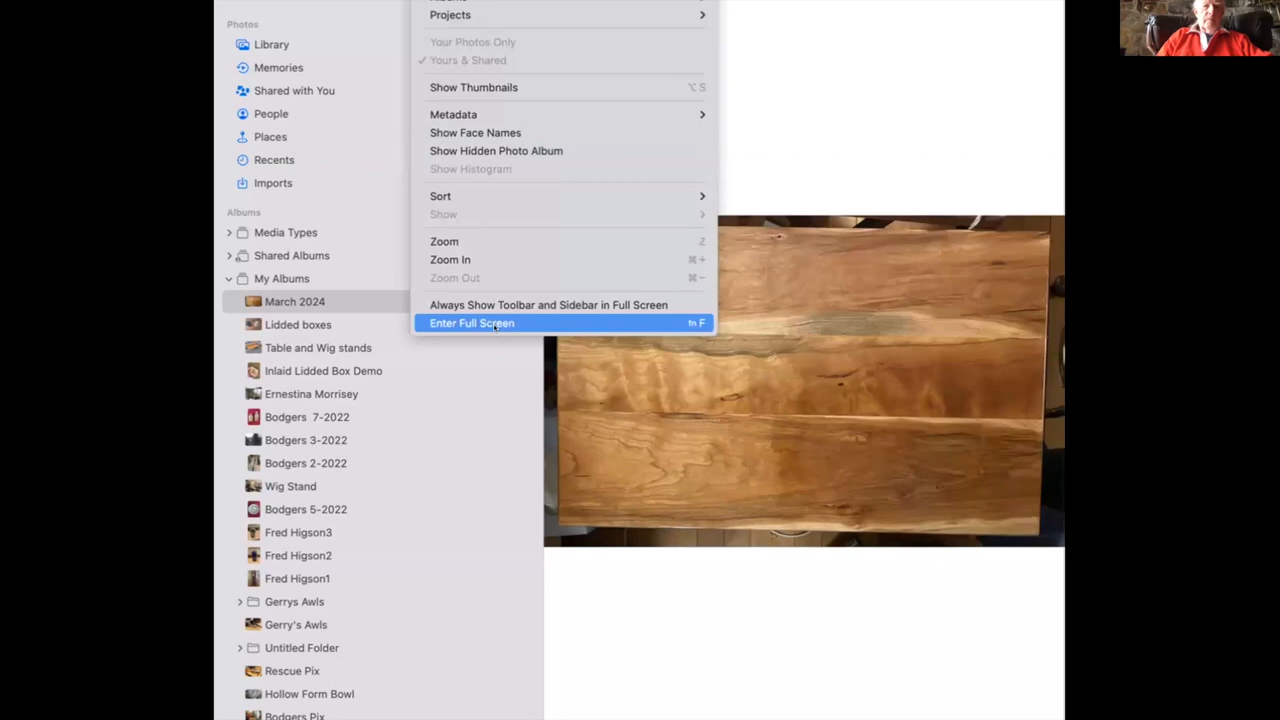 Photos
Library
Memories
Shared with You
People
Places
Recents
Imports
Albums
Media Types
Shared Albums
My Albums
March 2024
Lidded boxes
Table and Wig stands
Inlaid Lidded Box Demo
Ernestina Morrisey
Bodgers 7-2022
Bodgers 3-2022
Bodgers 2-2022
Wig Stand
Bodgers 5-2022
Fred Higson3
Fred Higson2
Fred Higson1
Gerrys Awls
Gerry's Awls
Untitled Folder
Rescue Pix
Hollow Form Bowl
Bodgers Pix
Projects
Your Photos Only
✓ Yours & Shared
Show Thumbnails ⌥ S
Metadata
Show Face Names
Show Hidden Photo Album
Show Histogram
Sort
Show
Zoom Z
Zoom In ⌘ +
Zoom Out ⌘ −
Always Show Toolbar and Sidebar in Full Screen
Enter Full Screen fn F